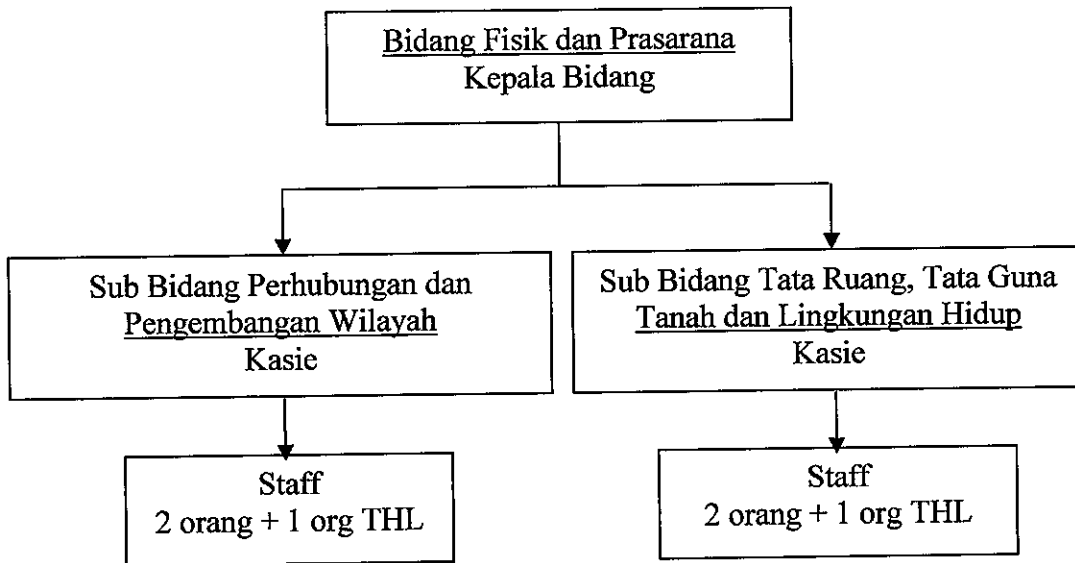 Bidang Fisik dan Prasarana
Kepala Bidang
Sub Bidang Perhubungan dan
Pengembangan Wilayah
Kasie
Sub Bidang Tata Ruang, Tata Guna
Tanah dan Lingkungan Hidup
Kasie
Staff
2 orang + 1 org THL
Staff
2 orang + 1 org THL